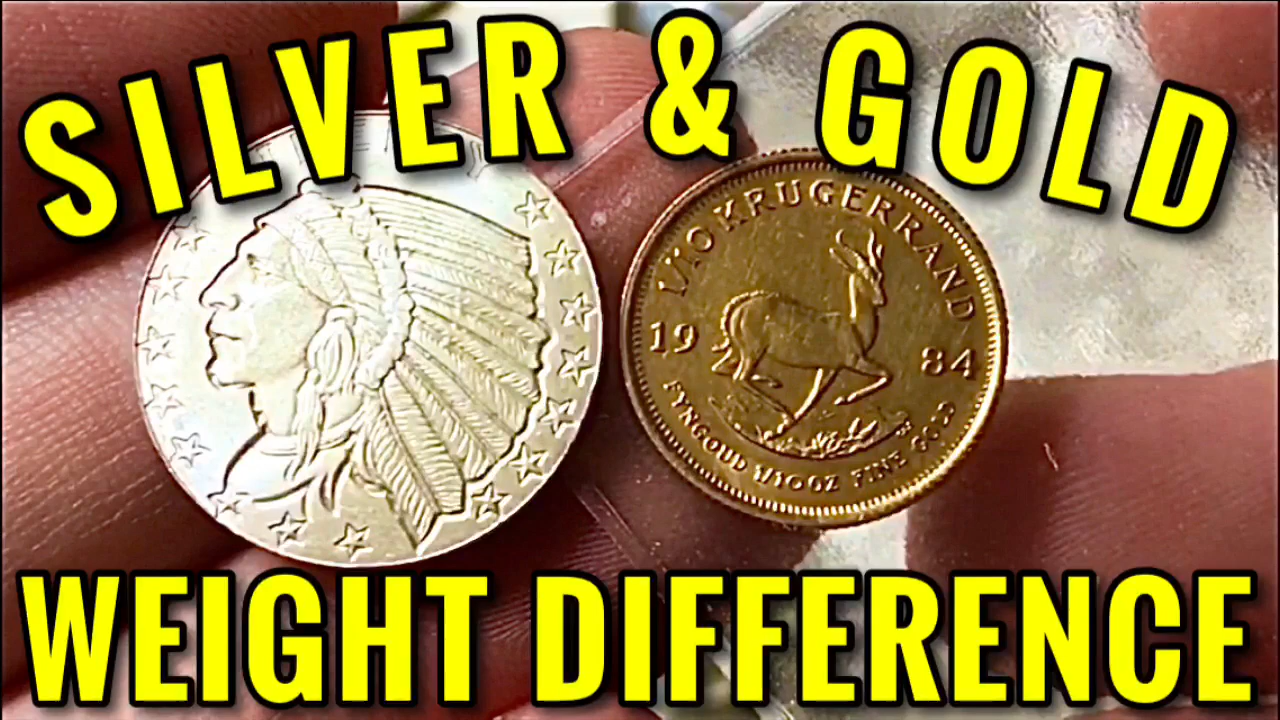 SILVER & GOLD
1/10 KRUGERRAND
19 84
FYNGOUD 1/10 OZ FINE GOLD
WEIGHT DIFFERENCE